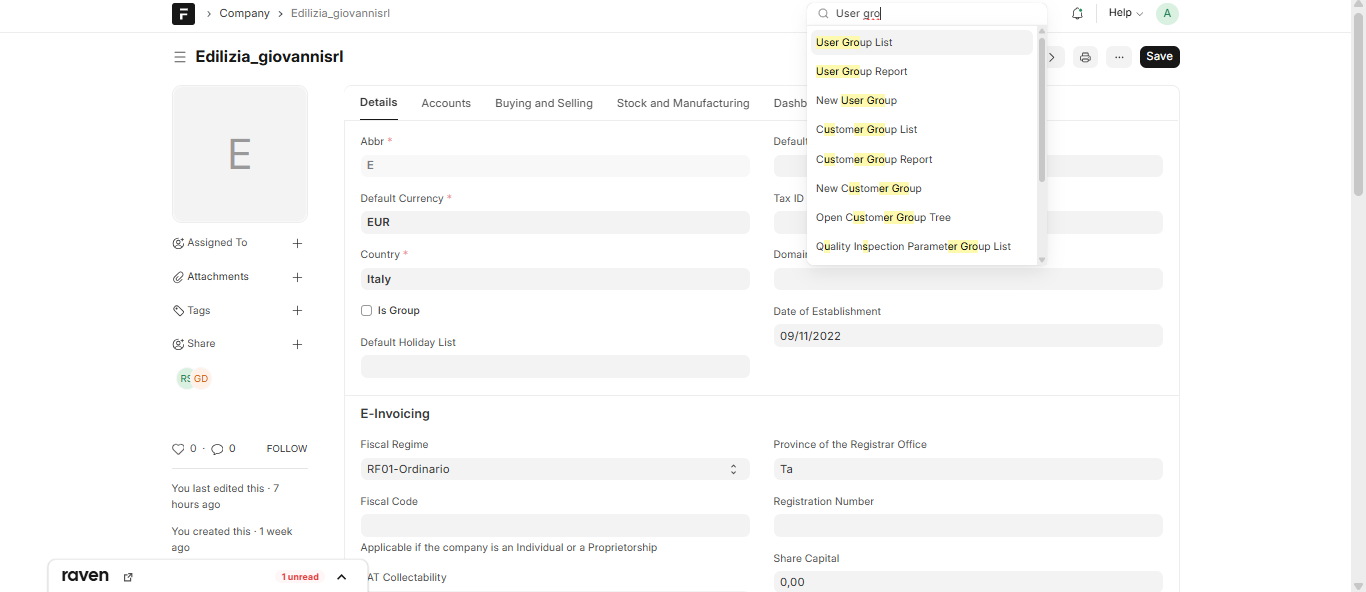 Company
Edilizia_giovannisrl
User gro
Help
A
Edilizia_giovannisrl
Save
User Group List
User Group Report
New User Group
Customer Group List
Customer Group Report
New Customer Group
Open Customer Group Tree
Quality Inspection Parameter Group List
E
Assigned To
Attachments
Tags
Share
RS GD
0 · 0 FOLLOW
You last edited this · 7
hours ago
You created this · 1 week
ago
Details Accounts Buying and Selling Stock and Manufacturing
Abbr *
E
Default Currency *
EUR
Country *
Italy
Is Group
Default Holiday List
Default
Tax ID
Date of Establishment
09/11/2022
E-Invoicing
Fiscal Regime
RF01-Ordinario
Fiscal Code
Applicable if the company is an Individual or a Proprietorship
AT Collectability
Province of the Registrar Office
Ta
Registration Number
Share Capital
0,00
raven
1 unread